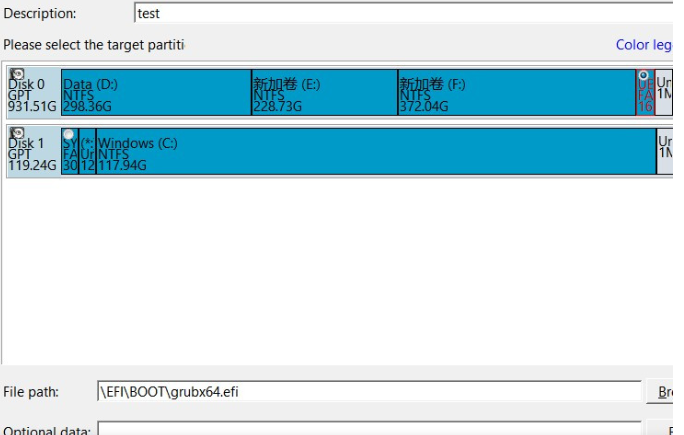 Description:
test
Please select the target partiti
Color leg
Disk 0
GPT
931.51G
Data (D:)
NTFS
298.36G
新加卷 (E:)
NTFS
228.73G
新加卷 (F:)
NTFS
372.04G
UE
FA
16
Un
1M
Disk 1
GPT
119.24G
SY
FA
30
(*:
Ur
12
Windows (C:)
NTFS
117.94G
Ur
1M
File path:
\EFI\BOOT\grubx64.efi
Br
Optional data: